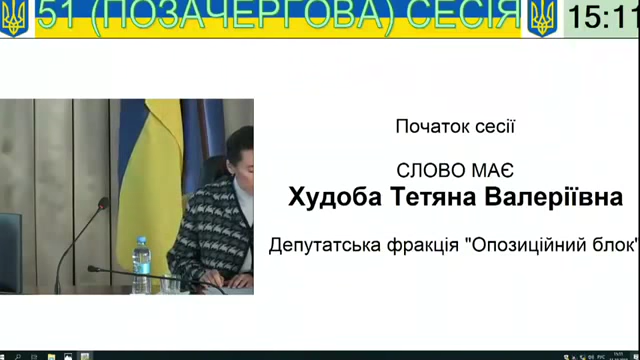 51 (ПОЗАЧЕРГОВА) СЕСІЯ
15:11
Початок сесії
СЛОВО МАЄ
Худоба Тетяна Валеріївна
Депутатська фракція "Опозиційний блок"